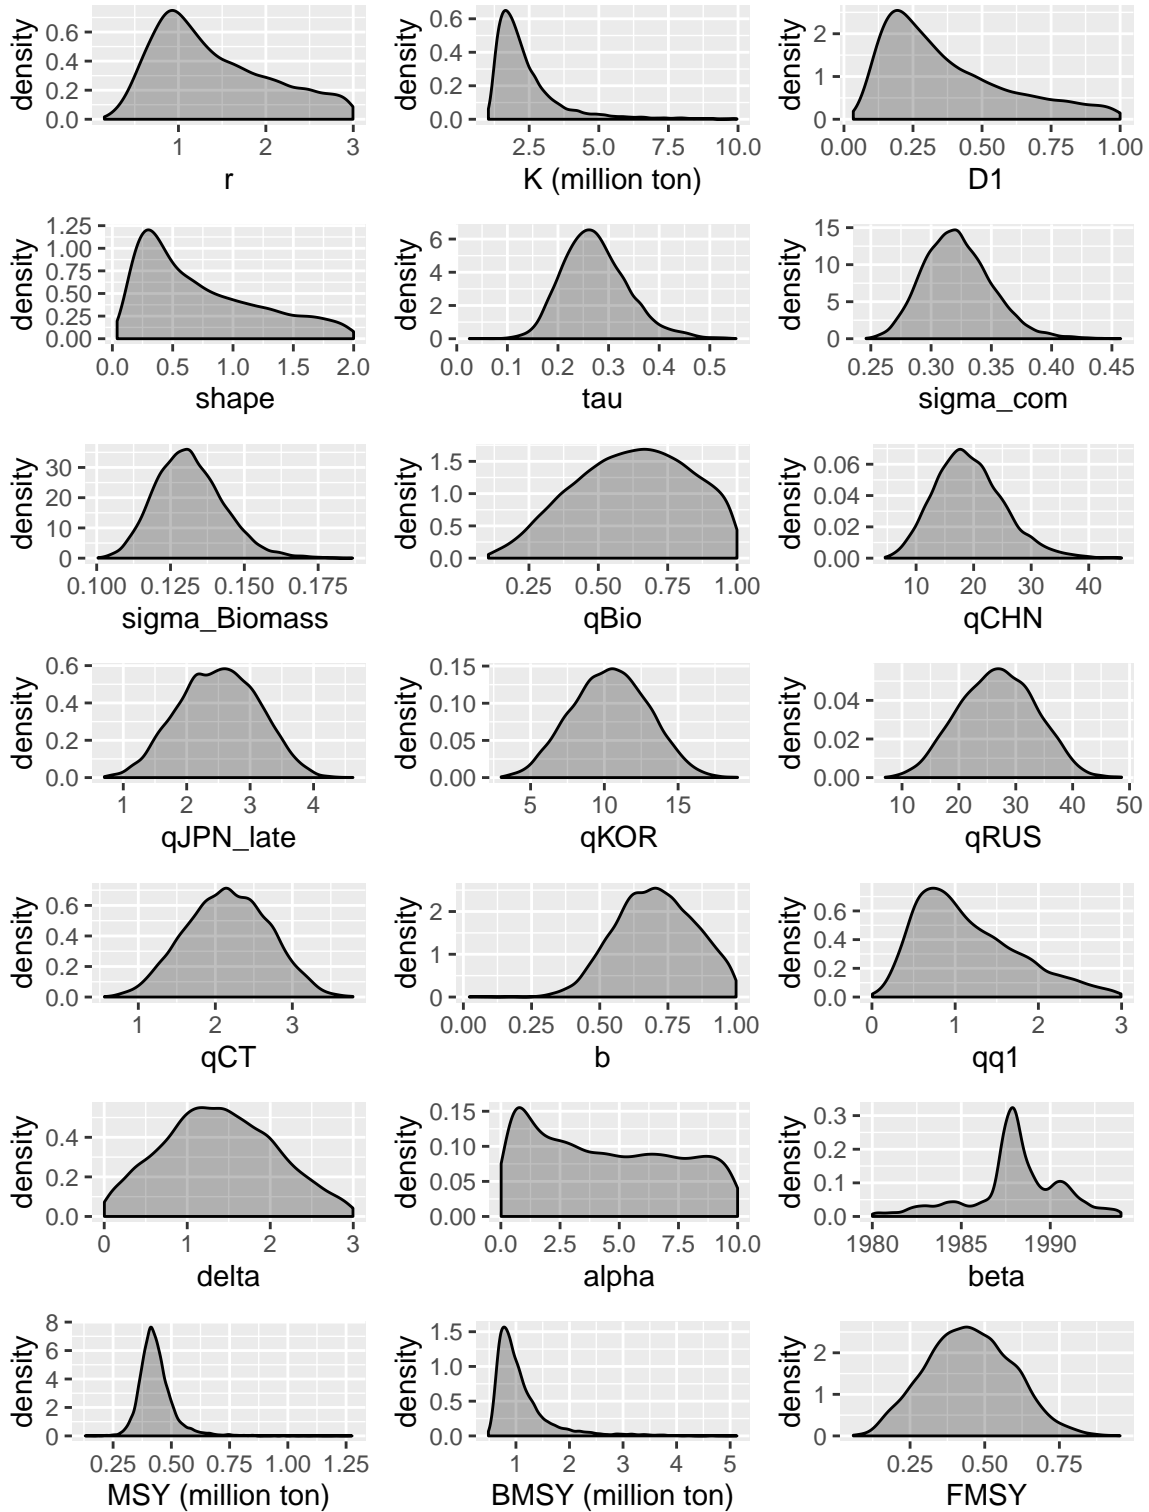 density
0.0 0.2 0.4 0.6
1 2 3
r
density
0.0 0.2 0.4 0.6
2.5 5.0 7.5 10.0
K (million ton)
density
0 1 2
0.00 0.25 0.50 0.75 1.00
D1
density
0.00 0.25 0.50 0.75 1.00 1.25
0.0 0.5 1.0 1.5 2.0
shape
density
0 2 4 6
0.0 0.1 0.2 0.3 0.4 0.5
tau
density
0 5 10 15
0.25 0.30 0.35 0.40 0.45
sigma_com
density
0 10 20 30
0.100 0.125 0.150 0.175
sigma_Biomass
density
0.0 0.5 1.0 1.5
0.25 0.50 0.75 1.00
qBio
density
0.00 0.02 0.04 0.06
10 20 30 40
qCHN
density
0.0 0.2 0.4 0.6
1 2 3 4
qJPN_late
density
0.00 0.05 0.10 0.15
5 10 15
qKOR
density
0.00 0.02 0.04
10 20 30 40 50
qRUS
density
0.0 0.2 0.4 0.6
1 2 3
qCT
density
0 1 2
0.00 0.25 0.50 0.75 1.00
b
density
0.0 0.2 0.4 0.6
0 1 2 3
qq1
density
0.0 0.2 0.4
0 1 2 3
delta
density
0.00 0.05 0.10 0.15
0.0 2.5 5.0 7.5 10.0
alpha
density
0.0 0.1 0.2 0.3
1980 1985 1990
beta
density
0 2 4 6 8
0.25 0.50 0.75 1.00 1.25
MSY (million ton)
density
0.0 0.5 1.0 1.5
1 2 3 4 5
BMSY (million ton)
density
0 1 2
0.25 0.50 0.75
FMSY